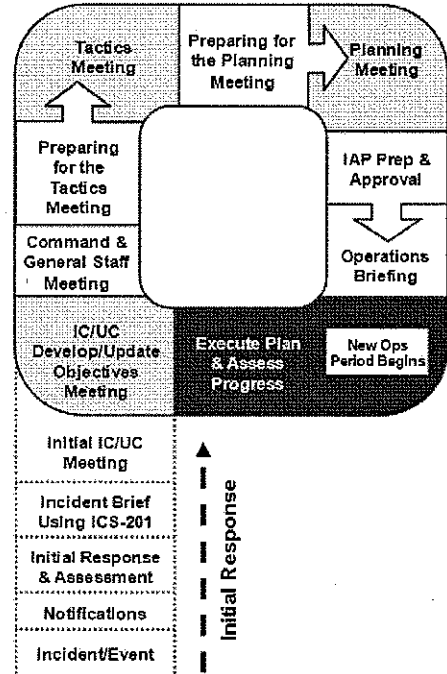 Tactics
Meeting
Preparing for
the Planning
Meeting
Planning
Meeting
Preparing
for the
Tactics
Meeting
IAP Prep &
Approval
Command &
General Staff
Meeting
Operations
Briefing
IC/UC
Develop/Update
Objectives
Meeting
Execute Plan
& Assess
Progress
New Ops
Period Begins
Initial IC/UC
Meeting
Incident Brief
Using ICS-201
Initial Response
& Assessment
Notifications
Incident/Event
Initial Response